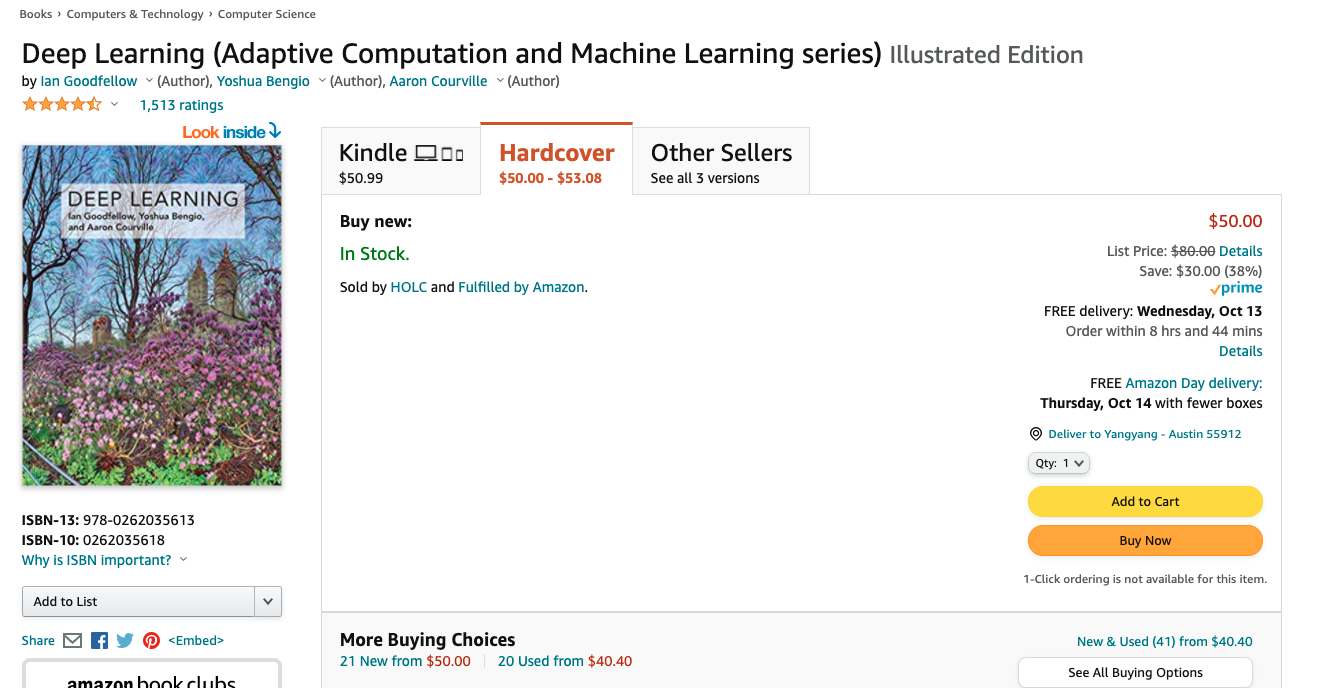 Books › Computers & Technology › Computer Science
Deep Learning (Adaptive Computation and Machine Learning series) Illustrated Edition
by Ian Goodfellow (Author), Yoshua Bengio (Author), Aaron Courville (Author)
1,513 ratings
Look inside
DEEP LEARNING
Ian Goodfellow, Yoshua Bengio,
and Aaron Courville
ISBN-13: 978-0262035613
ISBN-10: 0262035618
Why is ISBN important?
Add to List
Share <Embed>
amazon book clubs
Kindle
$50.99
Hardcover
$50.00 - $53.08
Other Sellers
See all 3 versions
Buy new:
In Stock.
Sold by HOLC and Fulfilled by Amazon.
$50.00
List Price: $80.00 Details
Save: $30.00 (38%)
prime
FREE delivery: Wednesday, Oct 13
Order within 8 hrs and 44 mins
Details
FREE Amazon Day delivery:
Thursday, Oct 14 with fewer boxes
Deliver to Yangyang - Austin 55912
Qty: 1
Add to Cart
Buy Now
1-Click ordering is not available for this item.
More Buying Choices
21 New from $50.00 20 Used from $40.40
New & Used (41) from $40.40
See All Buying Options